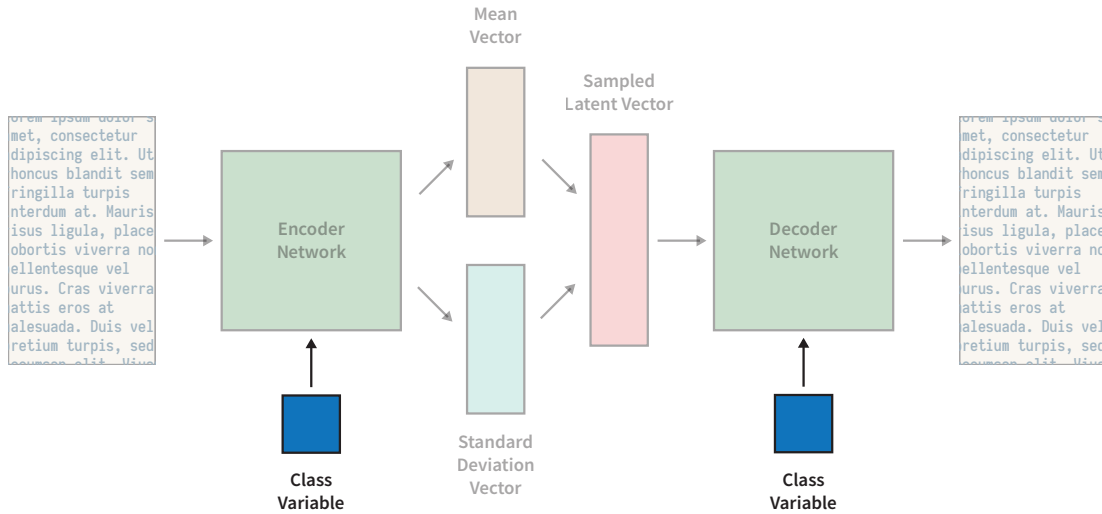 Mean
Vector
Sampled
Latent Vector
met, consectetur
dipiscing elit. Ut
honcus blandit sem
ringilla turpis
nterdum at. Mauris
isus ligula, place
obortis viverra no
ellentesque vel
urus. Cras viverra
attis eros at
alesuada. Duis vel
retium turpis, sed
Encoder
Network
Decoder
Network
met, consectetur
dipiscing elit. Ut
honcus blandit sem
ringilla turpis
nterdum at. Mauris
isus ligula, place
obortis viverra no
ellentesque vel
urus. Cras viverra
attis eros at
alesuada. Duis vel
retium turpis, sed
Standard
Deviation
Vector
Class
Variable
Class
Variable